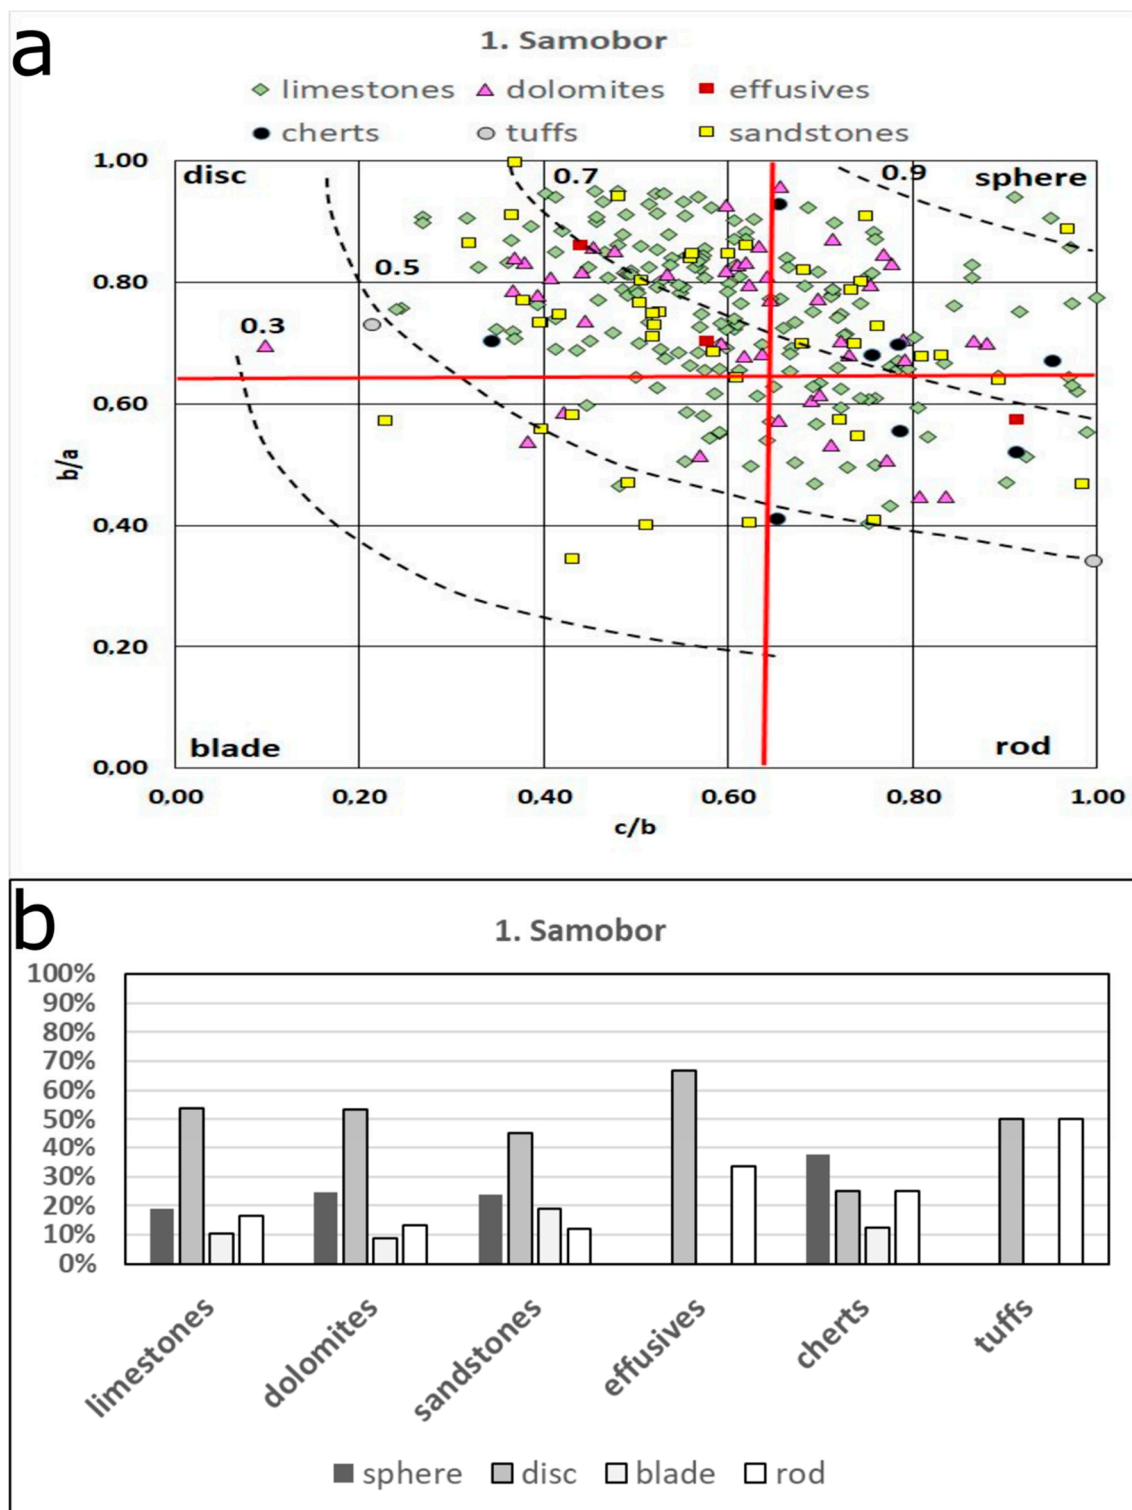 a
1. Samobor
limestones dolomites effusives
cherts tuffs sandstones
1,00
disc 0.7 0.9 sphere
0,80
0.5
0.3
0,60
b/a
0,40
0,20
blade rod
0,00
0,00 0,20 0,40 0,60 0,80 1,00
c/b
b
1. Samobor
100%
90%
80%
70%
60%
50%
40%
30%
20%
10%
0%
limestones dolomites sandstones effusives cherts tuffs
sphere disc blade rod